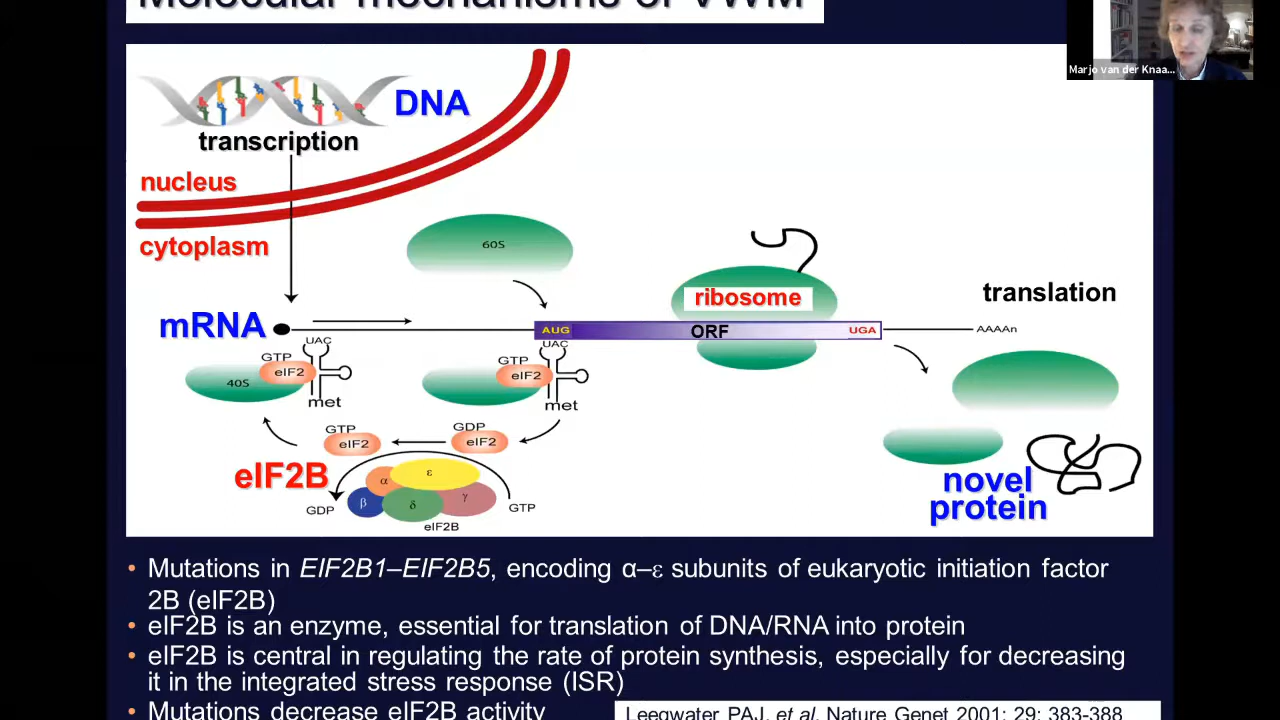 Molecular mechanisms of VWM
Marjo van der Knaa...
DNA
transcription
nucleus
cytoplasm
60S
ribosome
translation
mRNA
AUG
ORF
UGA
AAAAn
UAC
GTP
eIF2
40S
met
UAC
GTP
eIF2
met
GTP
eIF2
GDP
eIF2
eIF2B
ε
α
β
δ
γ
GDP
GTP
eIF2B
novel
protein
• Mutations in EIF2B1–EIF2B5, encoding α–ε subunits of eukaryotic initiation factor
2B (eIF2B)
• eIF2B is an enzyme, essential for translation of DNA/RNA into protein
• eIF2B is central in regulating the rate of protein synthesis, especially for decreasing
it in the integrated stress response (ISR)
• Mutations decrease eIF2B activity
Leegwater PAJ, et al. Nature Genet 2001; 29: 383-388